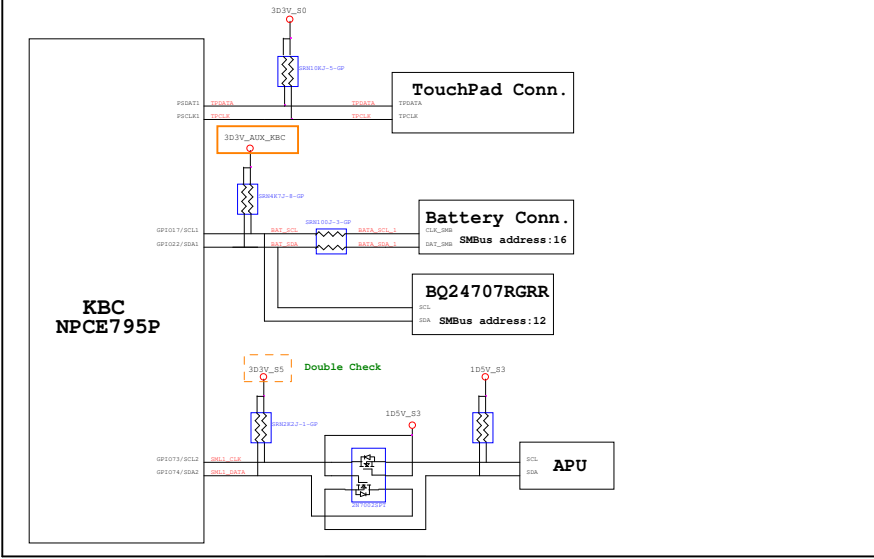 3D3V_S0
SRN10KJ-5-GP
TouchPad Conn.
PSDAT1 TPDATA TPDATA TPDATA
PSCLK1 TPCLK TPCLK TPCLK
3D3V_AUX_KBC
SRN4K7J-8-GP
SRN100J-3-GP
Battery Conn.
GPIO17/SCL1 BAT_SCL BATA_SCL_1 CLK_SMB
SMBus address:16
GPIO22/SDA1 BAT_SDA BATA_SDA_1 DAT_SMB
BQ24707RGRR
SCL
SDA SMBus address:12
KBC
NPCE795P
3D3V_S5 Double Check 1D5V_S3
1D5V_S3
SRN2K2J-1-GP
GPIO73/SCL2 SML1_CLK SCL
APU
GPIO74/SDA2 SML1_DATA SDA
2N7002SPT